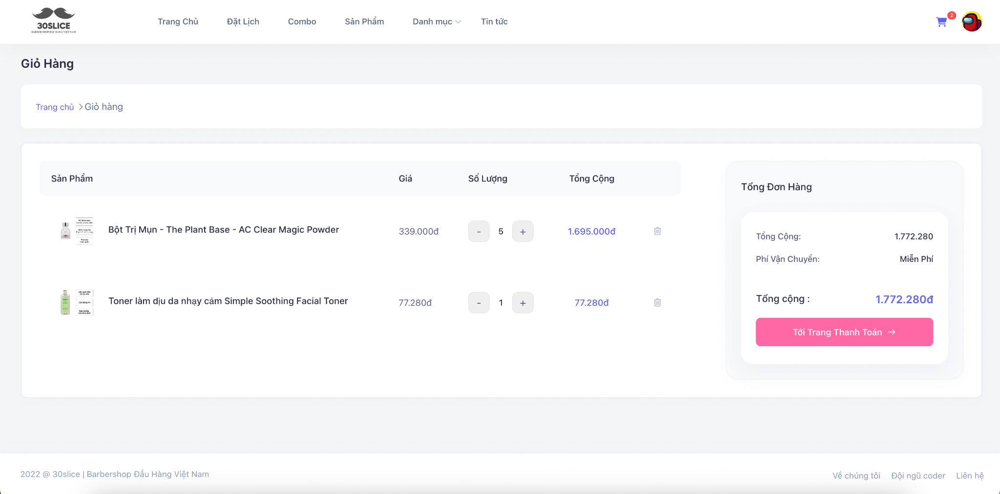 30SLICE
BARBER SHOP ĐẦU HÀNG VIỆT NAM
Trang Chủ Đặt Lịch Combo Sản Phẩm Danh mục Tin tức
2
Giỏ Hàng
Trang chủ > Giỏ hàng
Sản Phẩm Giá Số Lượng Tổng Cộng
Bột Trị Mụn - The Plant Base - AC Clear Magic Powder 339.000đ - 5 + 1.695.000đ
Toner làm dịu da nhạy cảm Simple Soothing Facial Toner 77.280đ - 1 + 77.280đ
Tổng Đơn Hàng
Tổng Cộng: 1.772.280
Phí Vận Chuyển: Miễn Phí
Tổng cộng : 1.772.280đ
Tới Trang Thanh Toán →
2022 @ 30slice | Barbershop Đầu Hàng Việt Nam
Về chúng tôi Đội ngũ coder Liên hệ